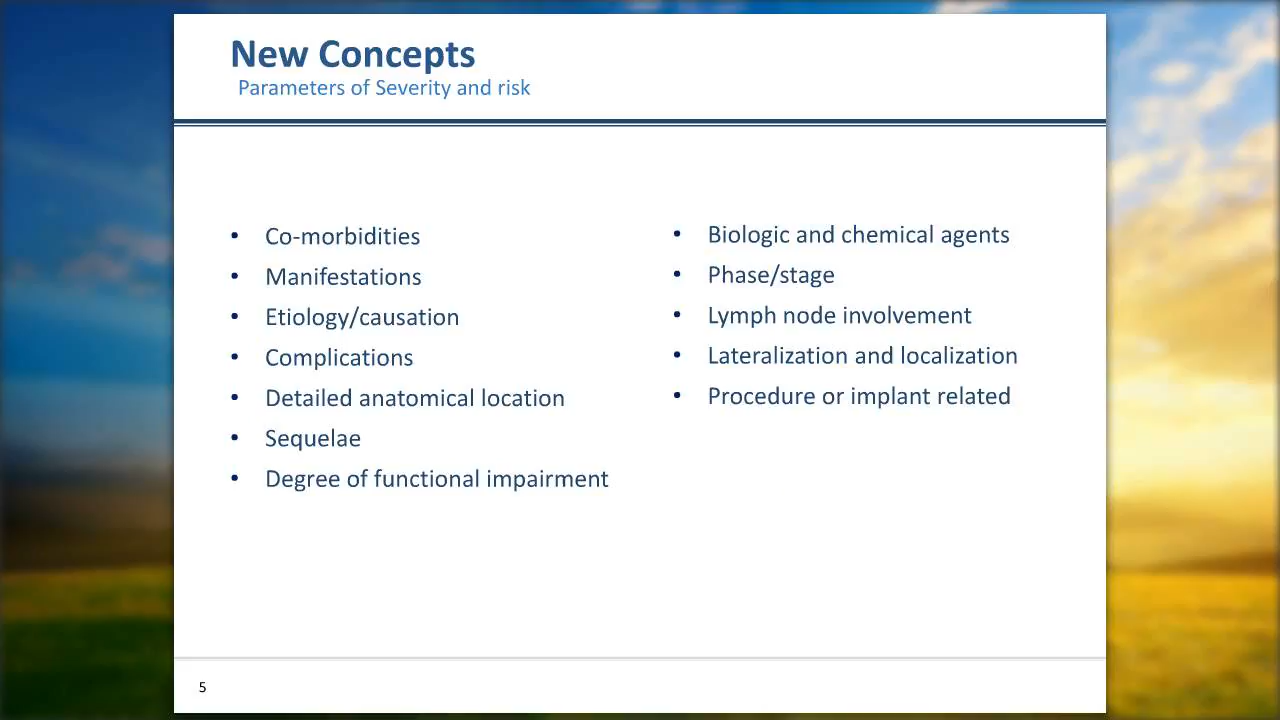 New Concepts
Parameters of Severity and risk
• Co-morbidities
• Manifestations
• Etiology/causation
• Complications
• Detailed anatomical location
• Sequelae
• Degree of functional impairment
• Biologic and chemical agents
• Phase/stage
• Lymph node involvement
• Lateralization and localization
• Procedure or implant related
5